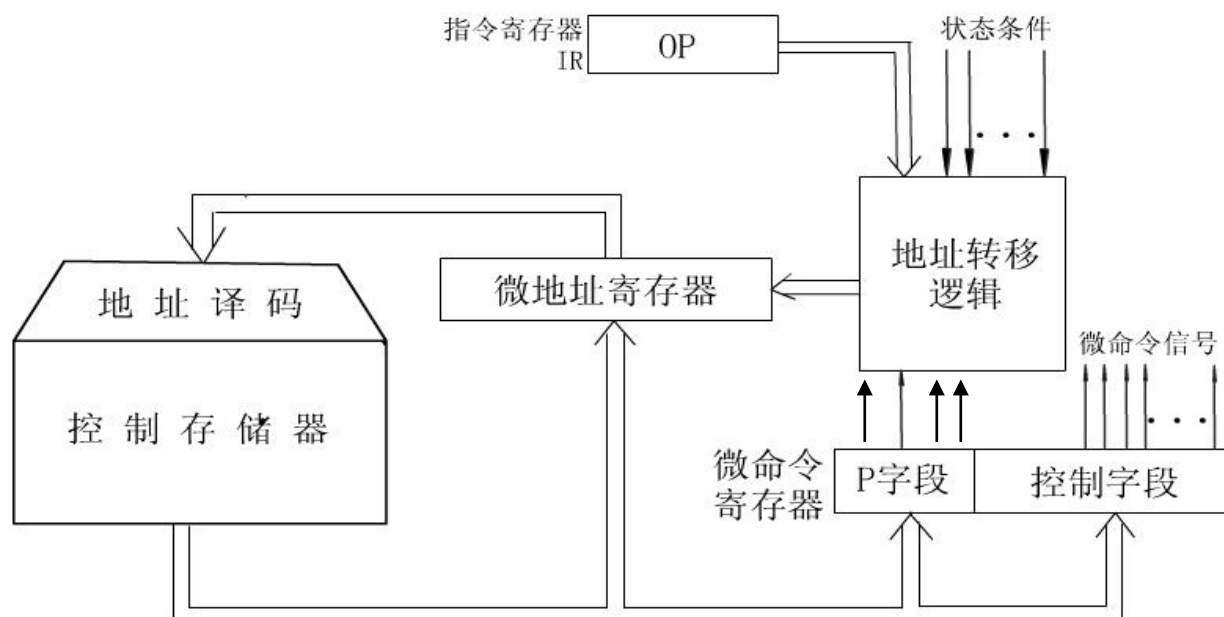 指令寄存器
IR
OP
状态条件
地址转移
逻辑
微地址寄存器
地 址 译 码
控 制 存 储 器
微命令信号
微命令
寄存器
P字段
控制字段